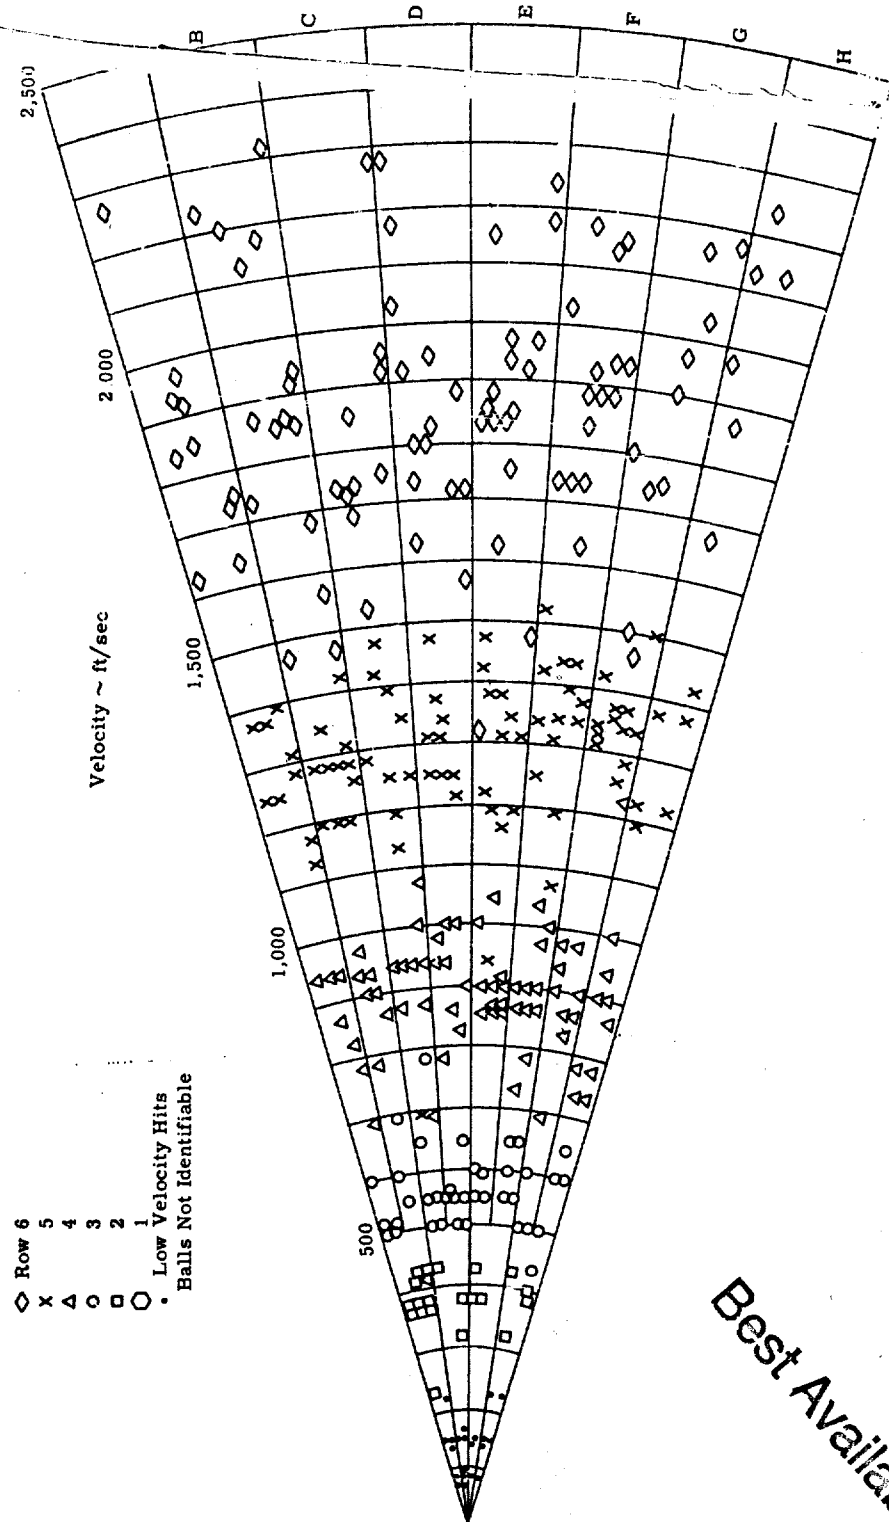 ◇ Row 6
× 5
△ 4
○ 3
□ 2
⬡ 1
• Low Velocity Hits
Balls Not Identifiable
Velocity ~ ft/sec
500
1,000
1,500
2 000
2,500
B
C
D
E
F
G
H
Best